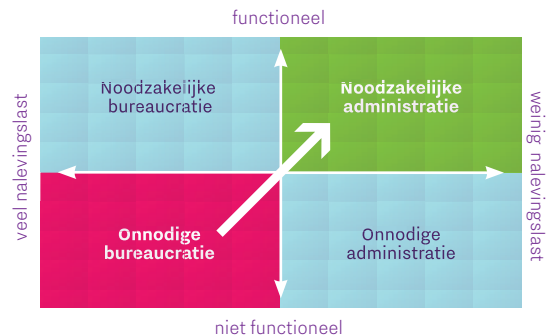 functioneel
Noodzakelijke
bureaucratie
Noodzakelijke
administratie
veel nalevingslast
weinig nalevingslast
Onnodige
bureaucratie
Onnodige
administratie
niet functioneel